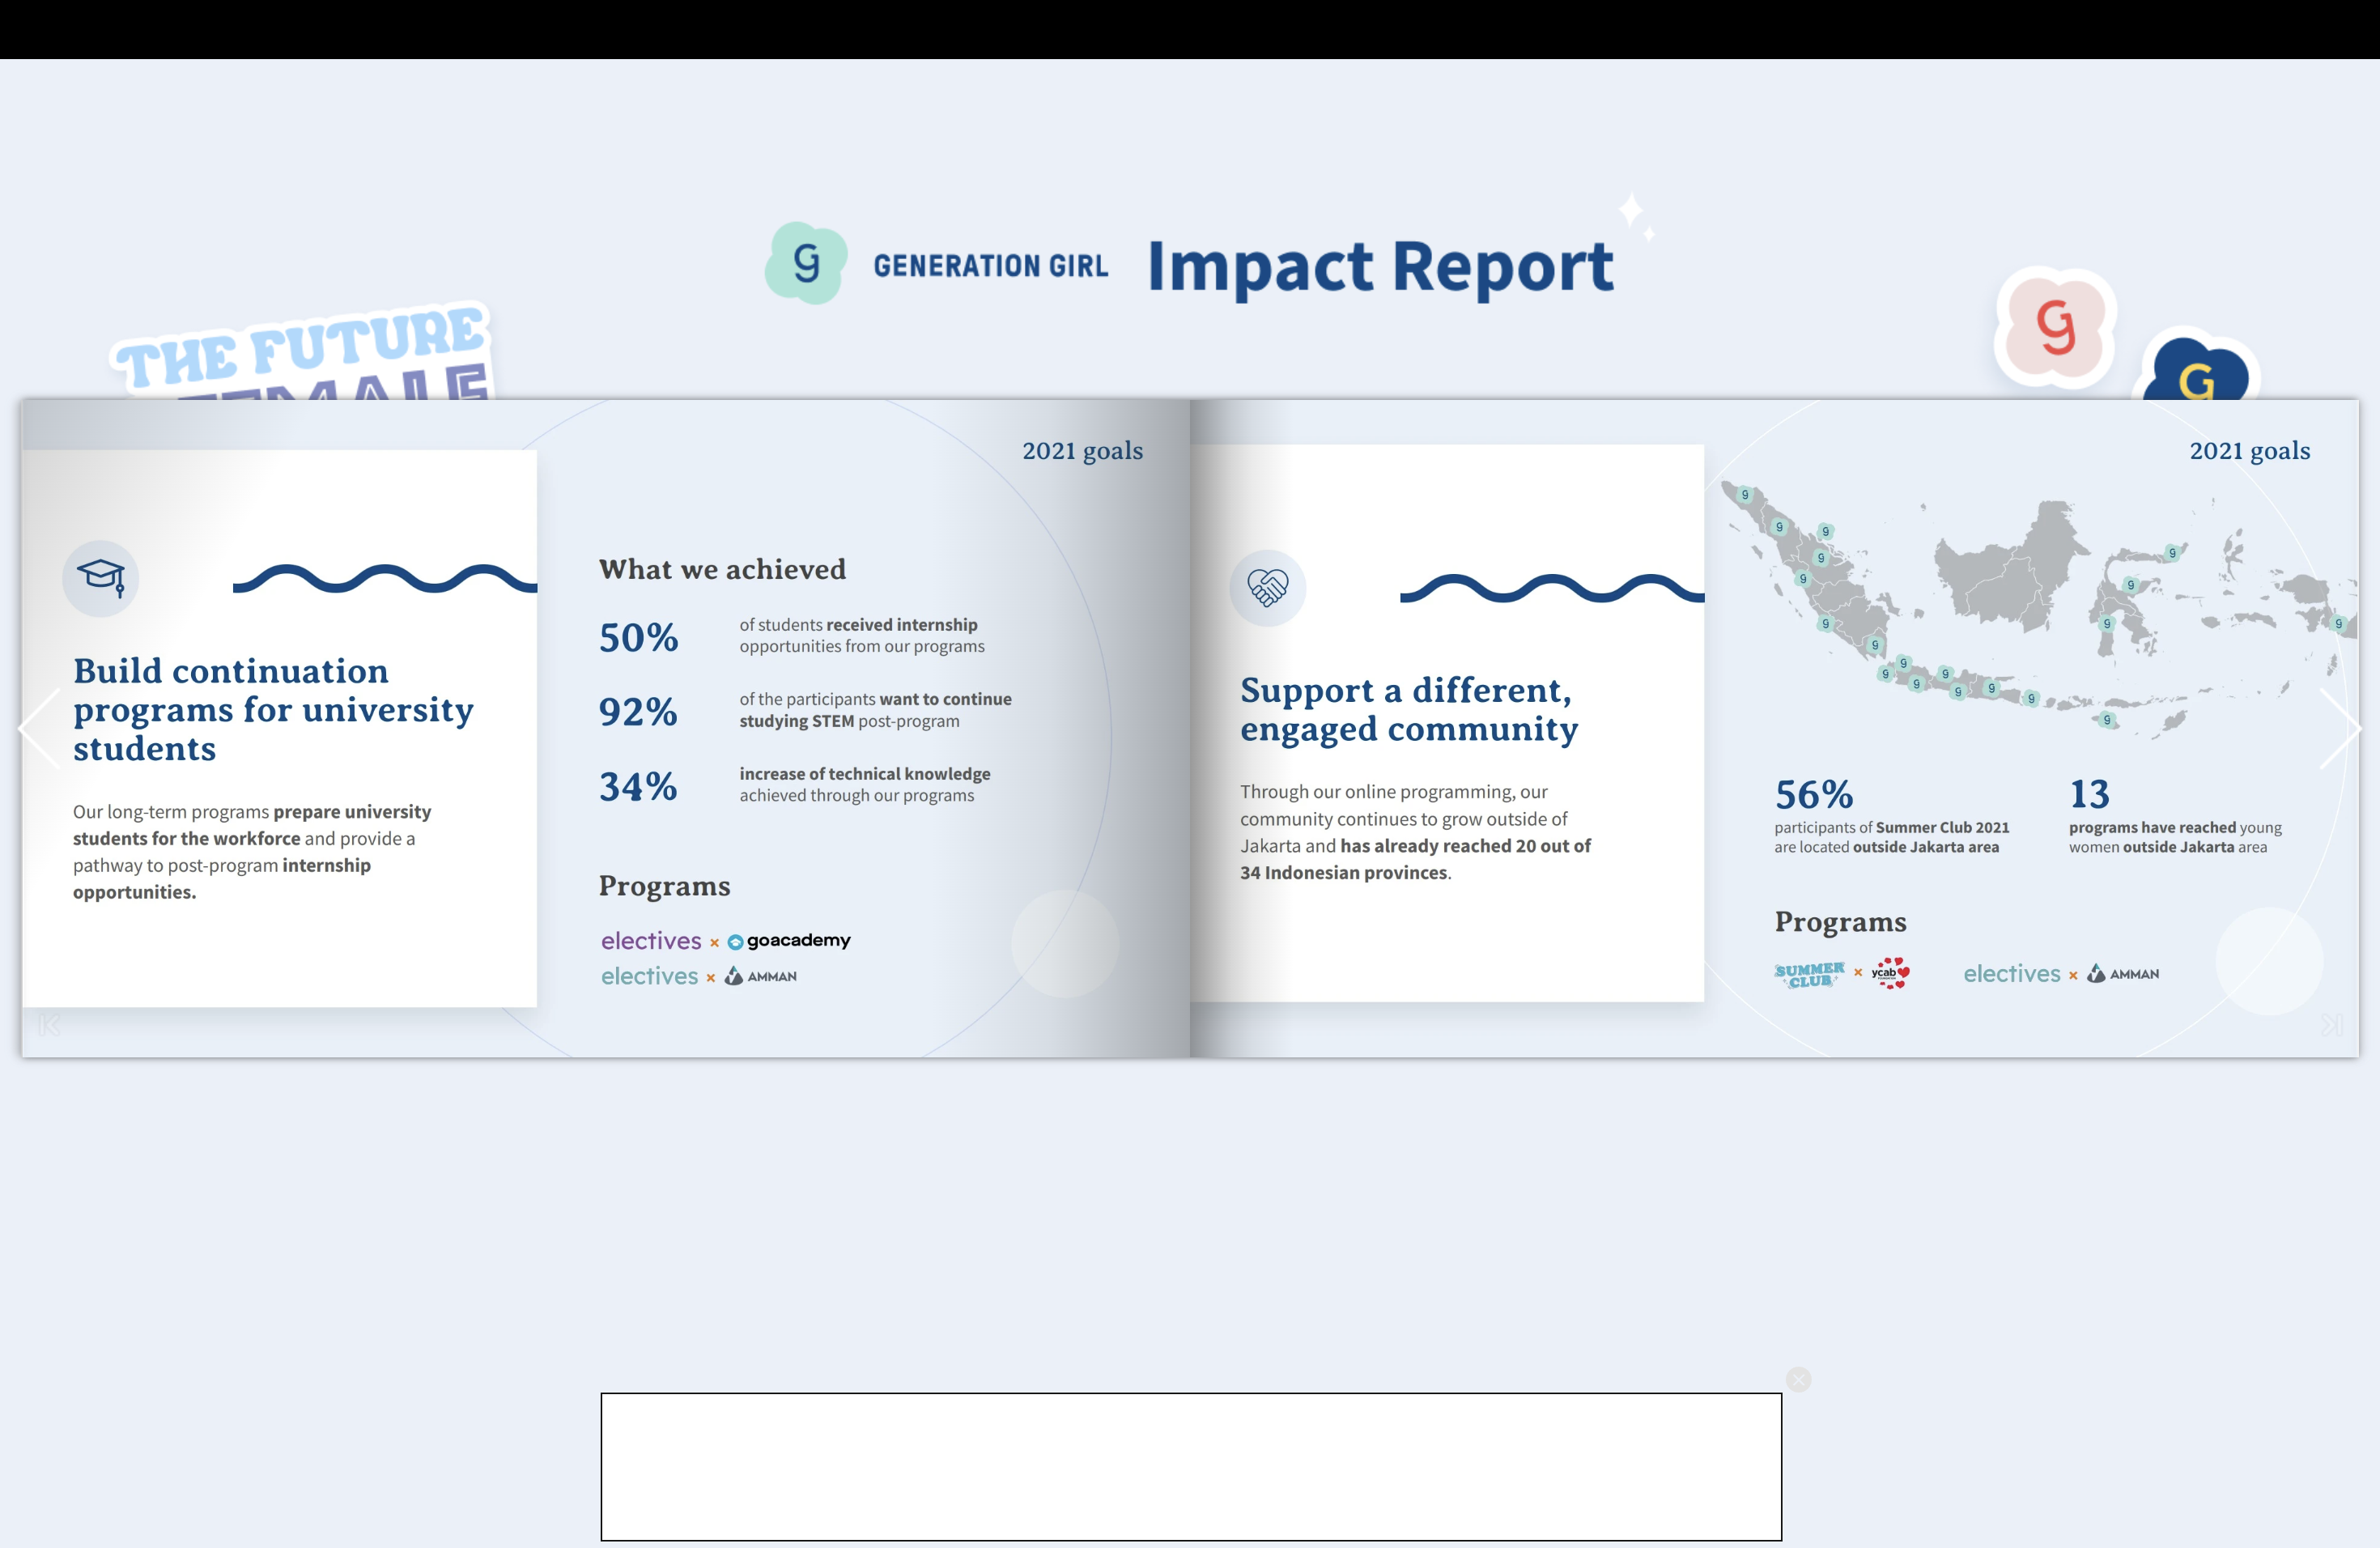 g GENERATION GIRL Impact Report
THE FUTURE
FEMALE
g
G
2021 goals
Build continuation
programs for university
students
Our long-term programs prepare university
students for the workforce and provide a
pathway to post-program internship
opportunities.
What we achieved
50%
of students received internship
opportunities from our programs
92%
of the participants want to continue
studying STEM post-program
34%
increase of technical knowledge
achieved through our programs
Programs
electives × goacademy
electives × AMMAN
2021 goals
Support a different,
engaged community
Through our online programming, our
community continues to grow outside of
Jakarta and has already reached 20 out of
34 Indonesian provinces.
56%
participants of Summer Club 2021
are located outside Jakarta area
13
programs have reached young
women outside Jakarta area
Programs
SUMMER
CLUB × ycab
electives × AMMAN